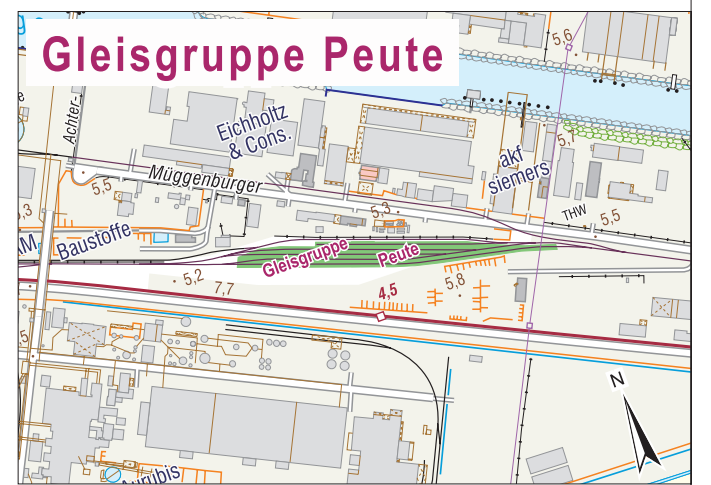 Gleisgruppe Peute
5,6
Achter-
Eichholtz
& Cons.
5,7
akf
siemers
Müggenburger
5,5
5,3
THW
5,5
Baustoffe
Gleisgruppe
Peute
5,2
7,7
4,5
5,8
N
Aurubis